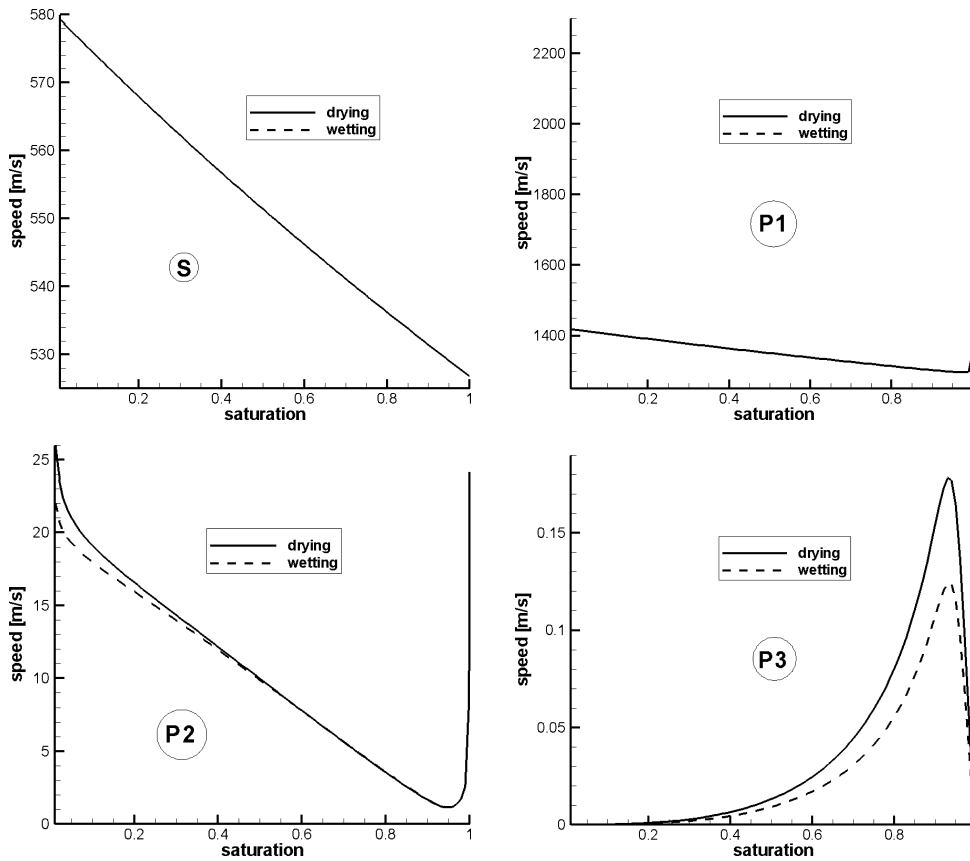 580
570
560
550
540
530
speed [m/s]
drying
wetting
S
0.2
0.4
0.6
0.8
1
saturation
2200
2000
1800
1600
1400
speed [m/s]
drying
wetting
P1
0.2
0.4
0.6
0.8
saturation
25
20
15
10
5
0
speed [m/s]
drying
wetting
P2
0.2
0.4
0.6
0.8
1
saturation
0.15
0.1
0.05
0
speed [m/s]
drying
wetting
P3
0.2
0.4
0.6
0.8
saturation